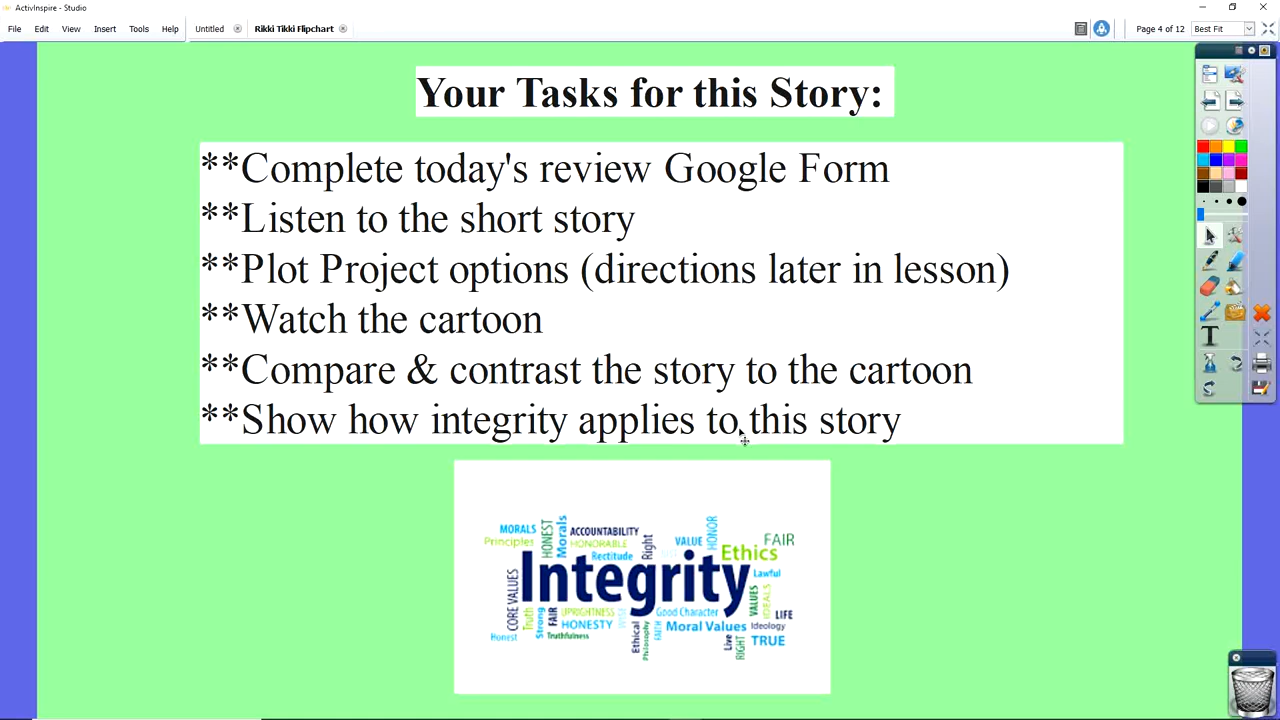 ActivInspire - Studio
File Edit View Insert Tools Help Untitled Rikki Tikki Flipchart Page 4 of 12 Best Fit
Your Tasks for this Story:
**Complete today's review Google Form
**Listen to the short story
**Plot Project options (directions later in lesson)
**Watch the cartoon
**Compare & contrast the story to the cartoon
**Show how integrity applies to this story
MORALS
Principles
HONEST
Morals
ACCOUNTABILITY
HONORABLE
Rectitude
Right
VALUE
HONOR
FAIR
Ethics
Lawful
Integrity
CORE VALUES
Truth
Strong
FAIR
UPRIGHTNESS
WISE
Good Character
VALUES
IDEALS
LIFE
HONESTY
Moral Values
Ideology
Honest
Truthfulness
Ethical
Philosophy
FAITH
Live
RIGHT
TRUE
T